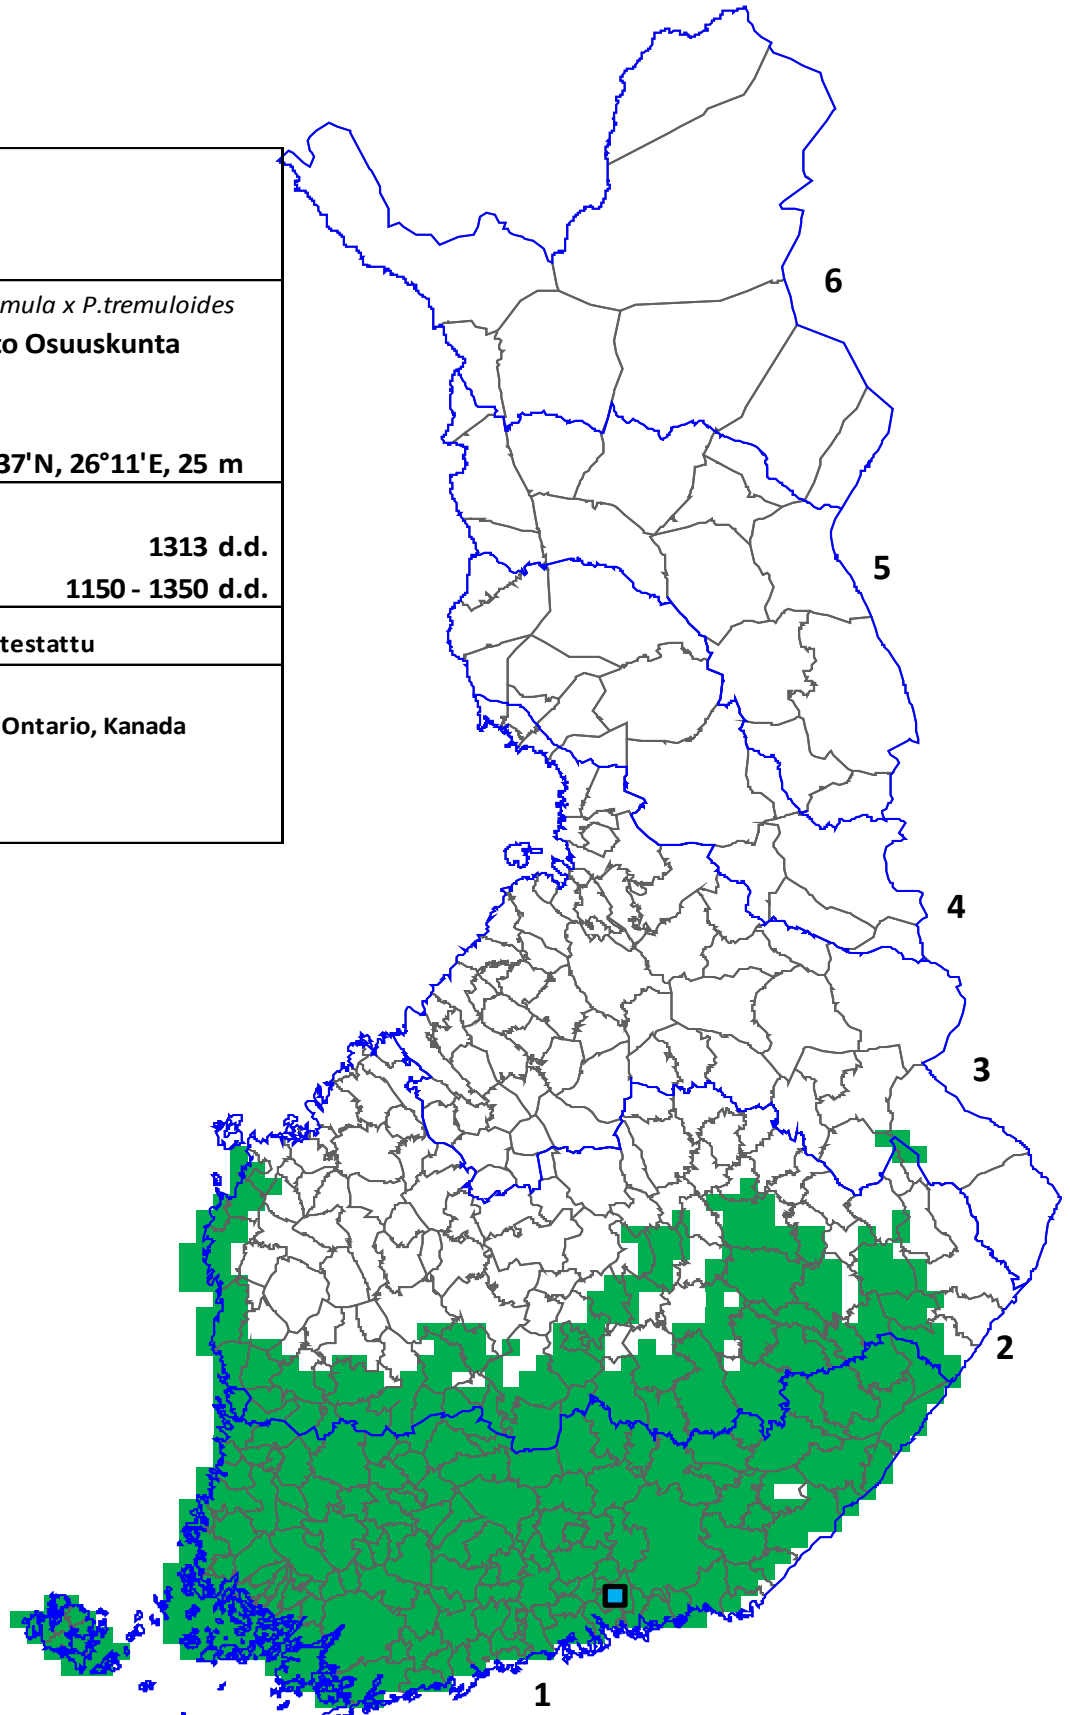 mula x P.tremuloides
to Osuuskunta
37'N, 26°11'E, 25 m
1313 d.d.
1150 - 1350 d.d.
testattu
Ontario, Kanada
6
5
4
3
2
1